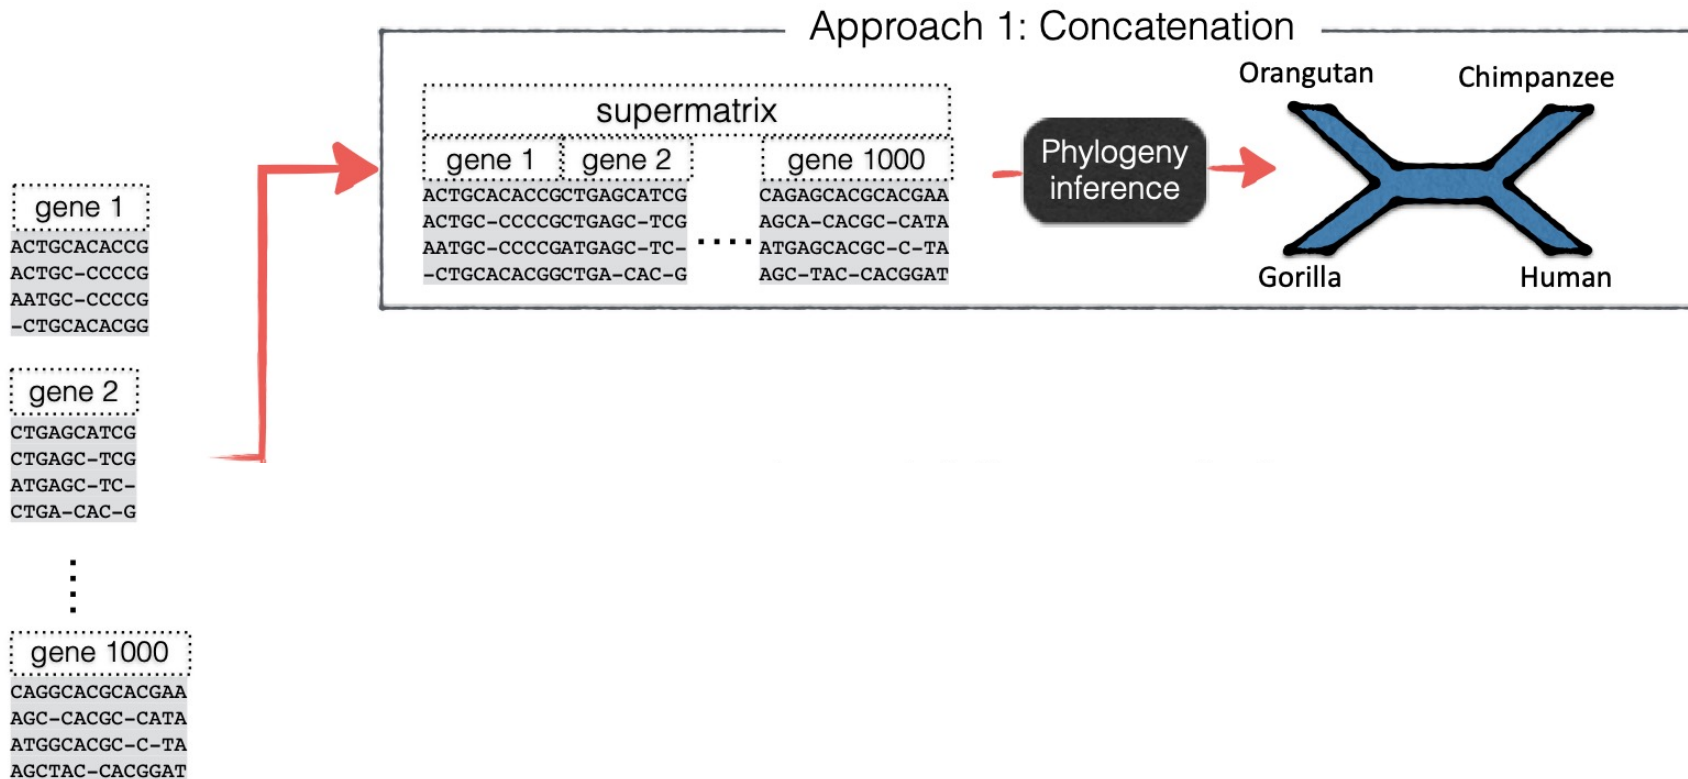 Approach 1: Concatenation
gene 1
ACTGCACACCG
ACTGC-CCCCG
AATGC-CCCCG
-CTGCACACGG
gene 2
CTGAGCATCG
CTGAGC-TCG
ATGAGC-TC-
CTGA-CAC-G
gene 1000
CAGGCACGCACGAA
AGC-CACGC-CATA
ATGGCACGC-C-TA
AGCTAC-CACGGAT
supermatrix
gene 1 gene 2 gene 1000
ACTGCACACCGCTGAGCATCG CAGAGCACGCACGAA
ACTGC-CCCCGCTGAGC-TCG AGCA-CACGC-CATA
AATGC-CCCCGATGAGC-TC- ATGAGCACGC-C-TA
-CTGCACACGGCTGA-CAC-G AGC-TAC-CACGGAT
Phylogeny
inference
Orangutan Chimpanzee
Gorilla Human